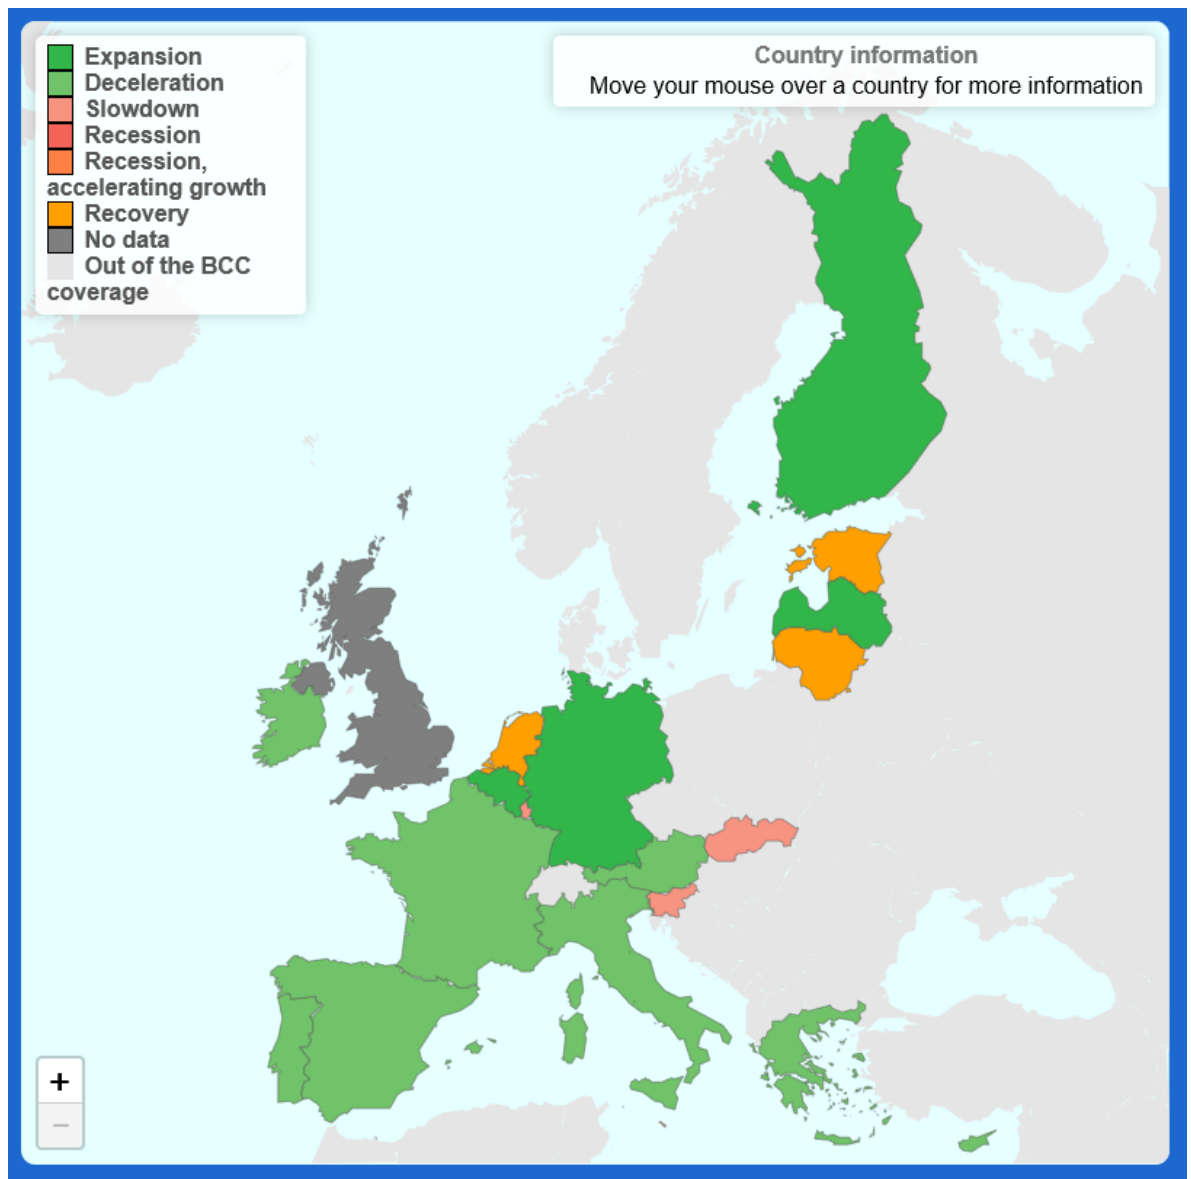 Expansion
Deceleration
Slowdown
Recession
Recession,
accelerating growth
Recovery
No data
Out of the BCC
coverage
Country information
Move your mouse over a country for more information
+
−